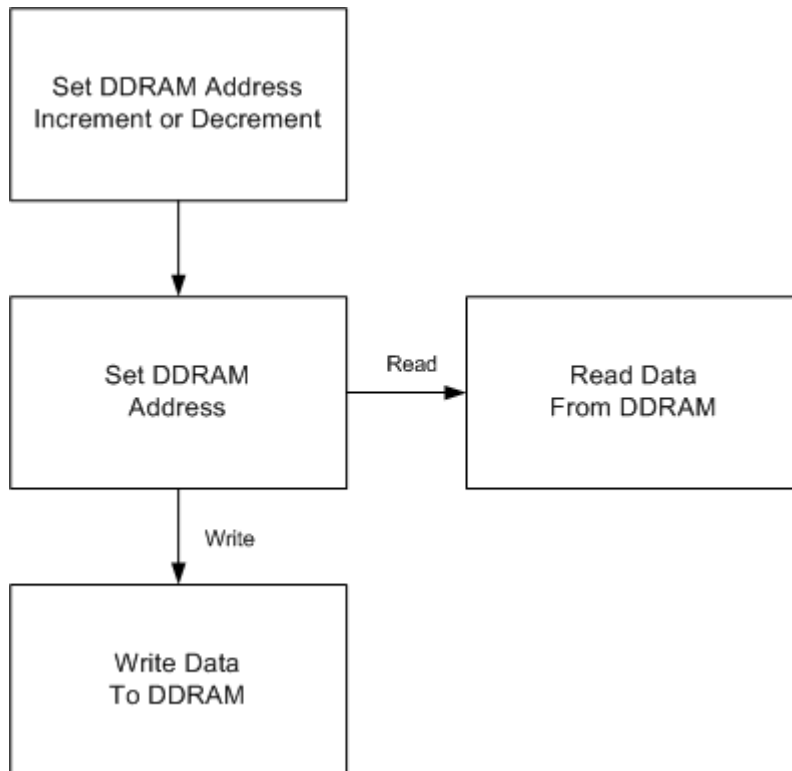 Set DDRAM Address
Increment or Decrement
Set DDRAM
Address
Read
Read Data
From DDRAM
Write
Write Data
To DDRAM